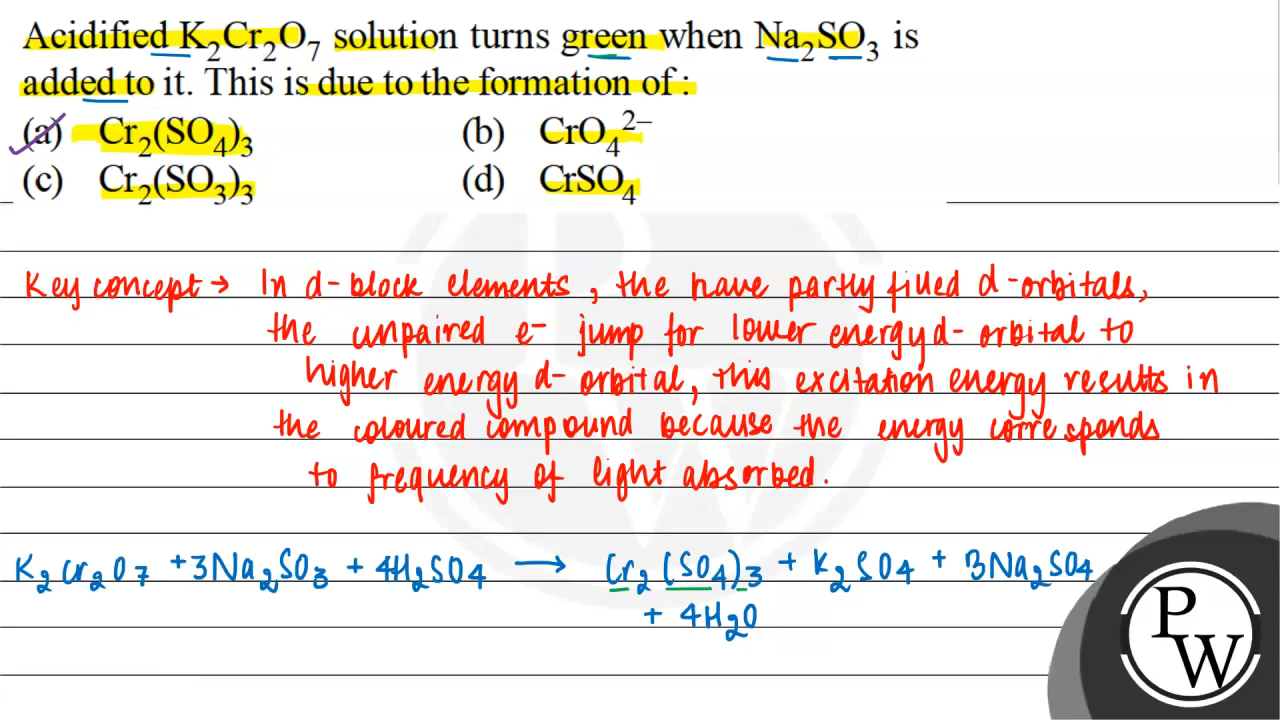 Acidified K₂Cr₂O₇ solution turns green when Na₂SO₃ is
added to it. This is due to the formation of :
(a) Cr₂(SO₄)₃ (b) CrO₄²⁻
(c) Cr₂(SO₃)₃ (d) CrSO₄
Key concept → In d-block elements, the have partly filled d-orbitals,
the unpaired e- jump for lower energy d-orbital to
higher energy d-orbital, this excitation energy results in
the coloured compound because the energy corresponds
to frequency of light absorbed.
K₂Cr₂O₇ + 3Na₂SO₃ + 4H₂SO₄ → Cr₂(SO₄)₃ + K₂SO₄ + 3Na₂SO₄
+ 4H₂O
P
W